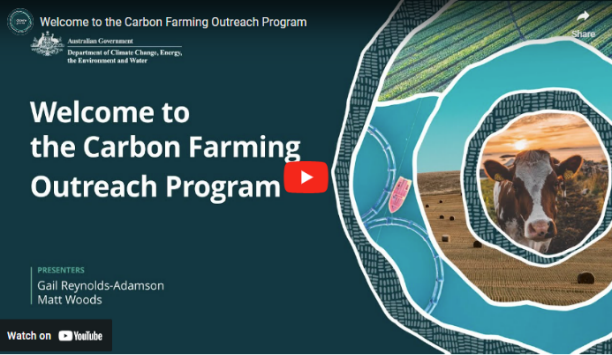 Welcome to the Carbon Farming Outreach Program
Share
Australian Government
Department of Climate Change, Energy,
the Environment and Water
Welcome to
the Carbon Farming
Outreach Program
PRESENTERS
Gail Reynolds-Adamson
Matt Woods
Watch on YouTube